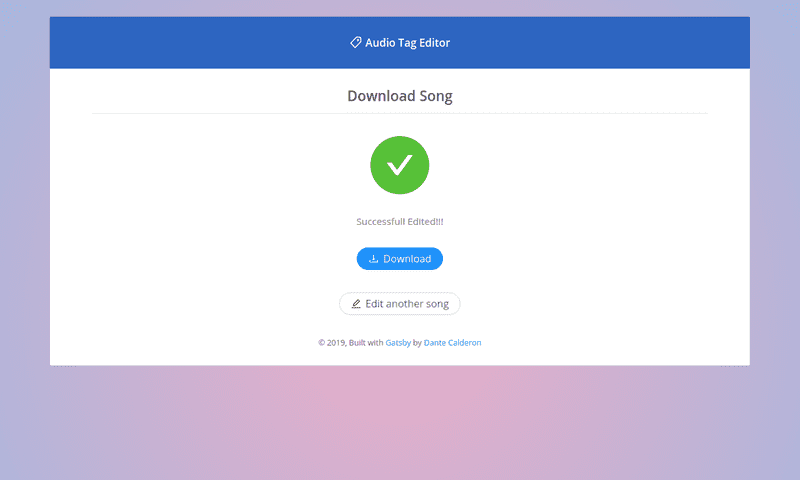 Audio Tag Editor
Download Song
Successfull Edited!!!
Download
Edit another song
© 2019, Built with Gatsby by Dante Calderon